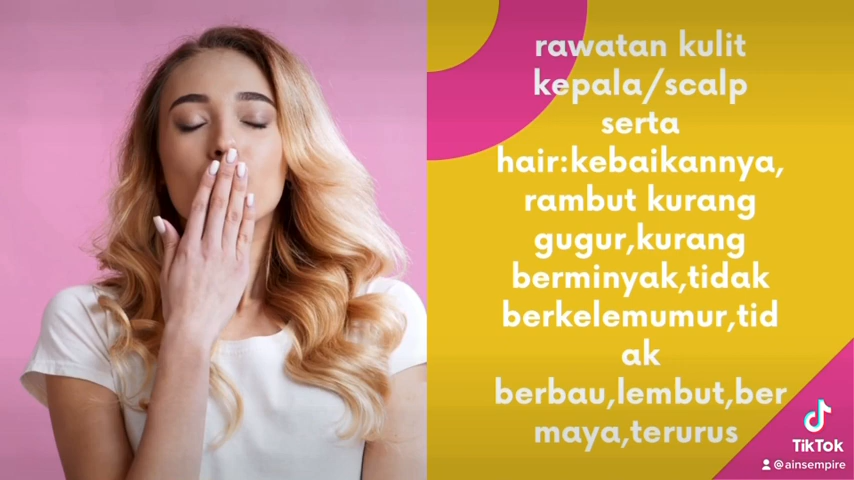 rawatan kulit
kepala/scalp
serta
hair:kebaikannya,
rambut kurang
gugur,kurang
berminyak,tidak
berkelemumur,tid
ak
berbau,lembut,ber
maya,terurus
TikTok
@ainsempire